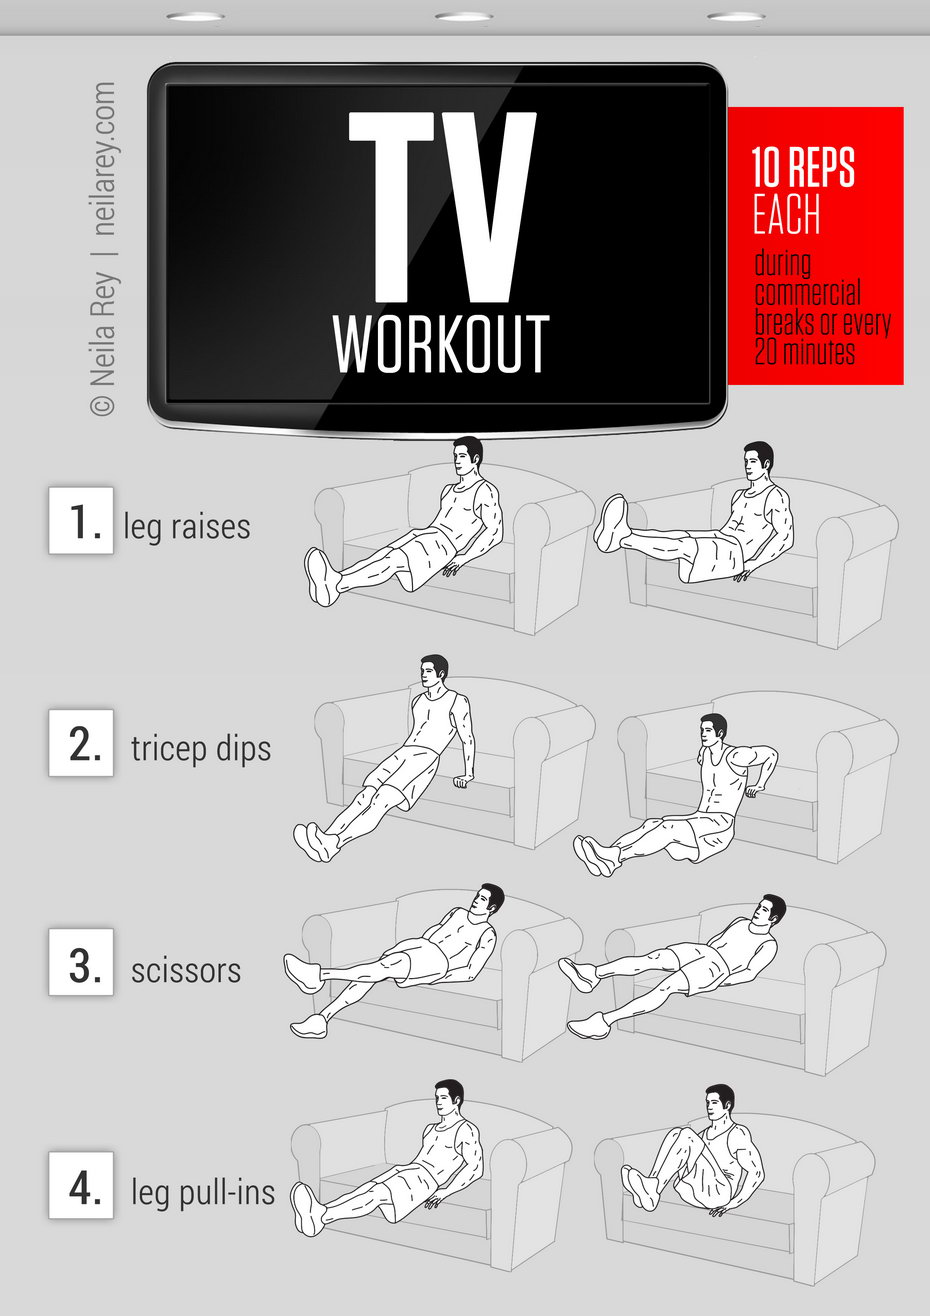 © Neila Rey | neilarey.com
TV
WORKOUT
10 REPS
EACH
during
commercial
breaks or every
20 minutes
1. leg raises
2. tricep dips
3. scissors
4. leg pull-ins